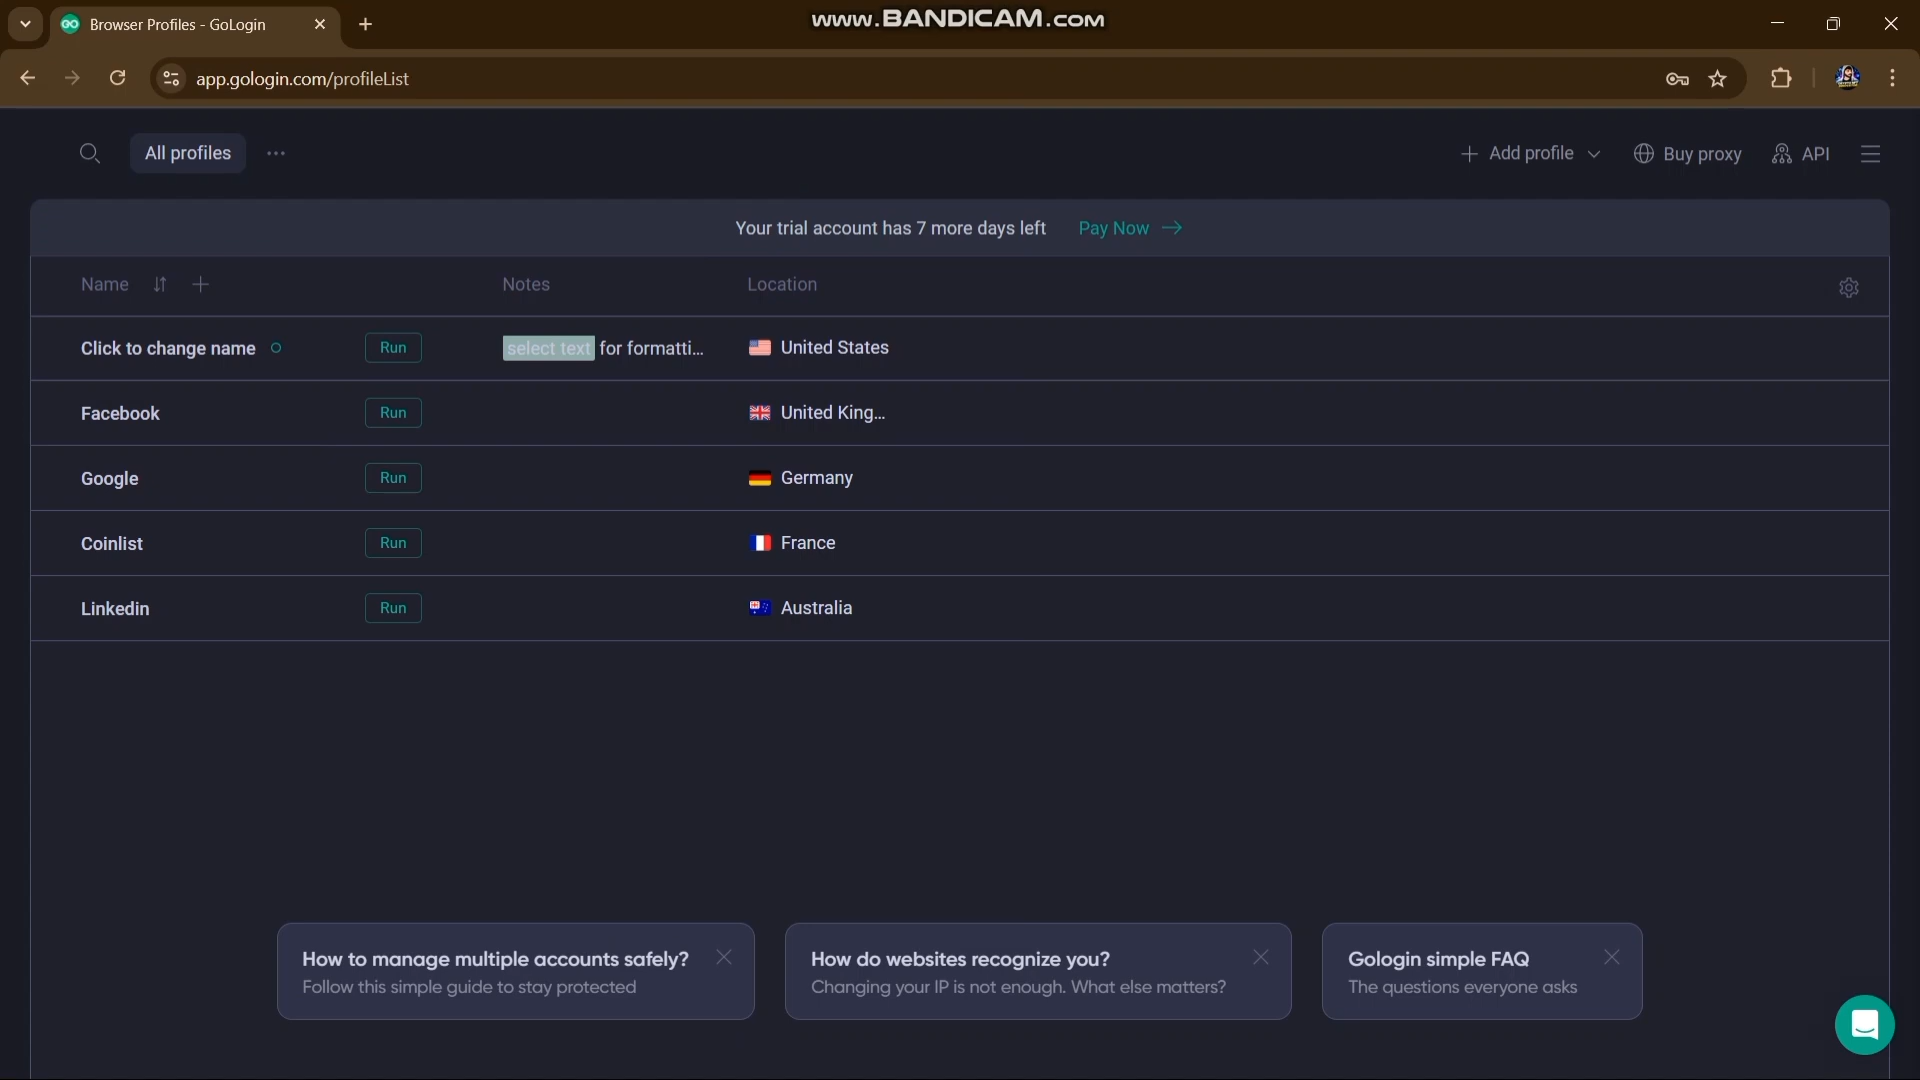 Browser Profiles - GoLogin
www.BANDICAM.com
app.gologin.com/profileList
All profiles
Add profile
Buy proxy
API
Your trial account has 7 more days left
Pay Now
Name
Notes
Location
Click to change name
Run
select text for formatti...
United States
Facebook
Run
United King...
Google
Run
Germany
Coinlist
Run
France
Linkedin
Run
Australia
How to manage multiple accounts safely?
Follow this simple guide to stay protected
How do websites recognize you?
Changing your IP is not enough. What else matters?
Gologin simple FAQ
The questions everyone asks